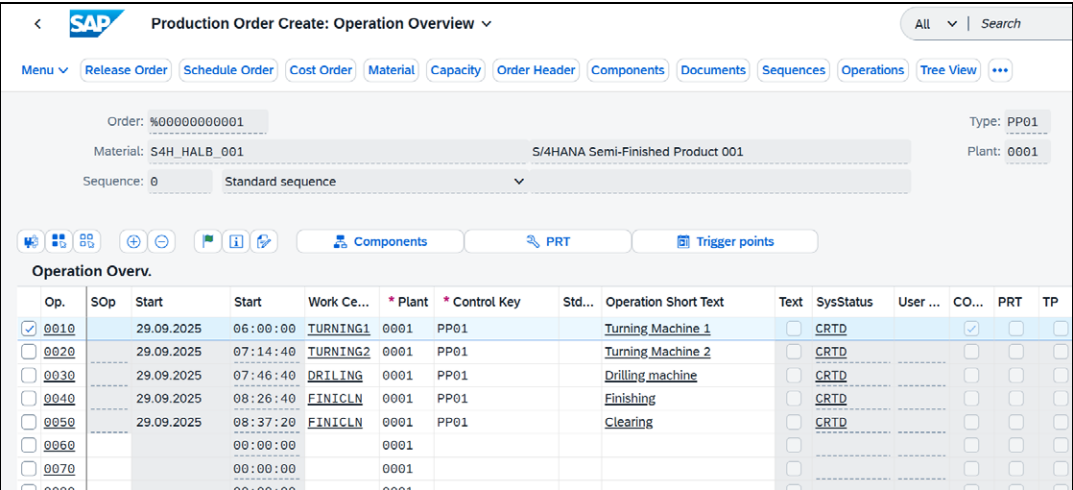 SAP Production Order Create: Operation Overview All Search
Menu Release Order Schedule Order Cost Order Material Capacity Order Header Components Documents Sequences Operations Tree View •••
Order: %00000000001 Type: PP01
Material: S4H_HALB_001 S/4HANA Semi-Finished Product 001 Plant: 0001
Sequence: 0 Standard sequence
Components PRT Trigger points
Operation Overv.
Op. SOp Start Start Work Ce... * Plant * Control Key Std... Operation Short Text Text SysStatus User ... CO... PRT TP
0010 29.09.2025 06:00:00 TURNING1 0001 PP01 Turning Machine 1 CRTD
0020 29.09.2025 07:14:40 TURNING2 0001 PP01 Turning Machine 2 CRTD
0030 29.09.2025 07:46:40 DRILING 0001 PP01 Drilling machine CRTD
0040 29.09.2025 08:26:40 FINICLN 0001 PP01 Finishing CRTD
0050 29.09.2025 08:37:20 FINICLN 0001 PP01 Clearing CRTD
0060 00:00:00 0001
0070 00:00:00 0001